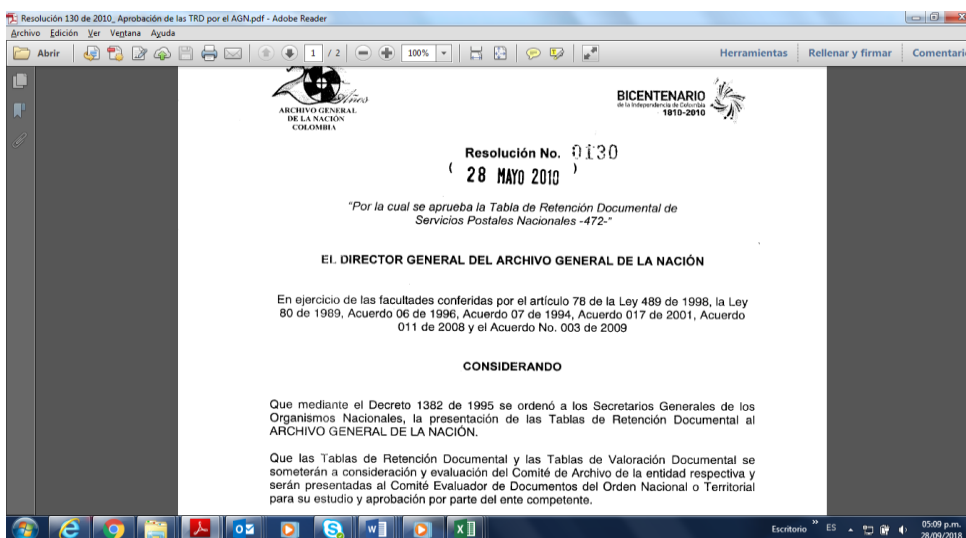 Resolución 130 de 2010_ Aprobación de las TRD por el AGN.pdf - Adobe Reader
Archivo Edición Ver Ventana Ayuda
Abrir 1 / 2 100% Herramientas Rellenar y firmar Comentari
Años
ARCHIVO GENERAL
DE LA NACIÓN
COLOMBIA
BICENTENARIO
de la Independencia de Colombia
1810-2010
Resolución No. 0130
( 28 MAYO 2010 )
"Por la cual se aprueba la Tabla de Retención Documental de
Servicios Postales Nacionales -472-"
EL DIRECTOR GENERAL DEL ARCHIVO GENERAL DE LA NACIÓN
En ejercicio de las facultades conferidas por el artículo 78 de la Ley 489 de 1998, la Ley
80 de 1989, Acuerdo 06 de 1996, Acuerdo 07 de 1994, Acuerdo 017 de 2001, Acuerdo
011 de 2008 y el Acuerdo No. 003 de 2009
CONSIDERANDO
Que mediante el Decreto 1382 de 1995 se ordenó a los Secretarios Generales de los
Organismos Nacionales, la presentación de las Tablas de Retención Documental al
ARCHIVO GENERAL DE LA NACIÓN.
Que las Tablas de Retención Documental y las Tablas de Valoración Documental se
someterán a consideración y evaluación del Comité de Archivo de la entidad respectiva y
serán presentadas al Comité Evaluador de Documentos del Orden Nacional o Territorial
para su estudio y aprobación por parte del ente competente.
Escritorio » ES 05:09 p.m.
28/09/2018